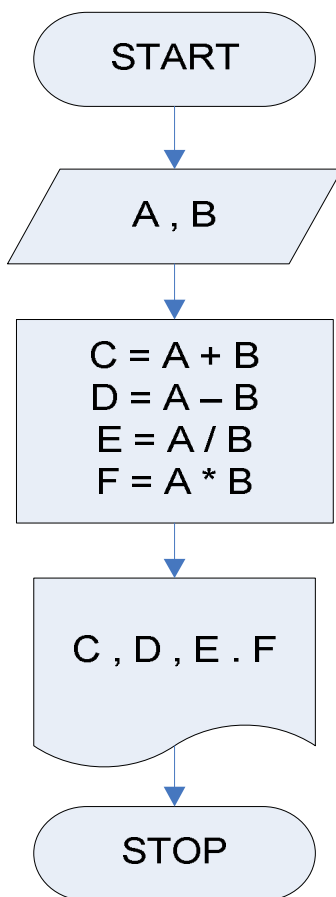 START
A , B
C = A + B
D = A – B
E = A / B
F = A * B
C , D , E . F
STOP